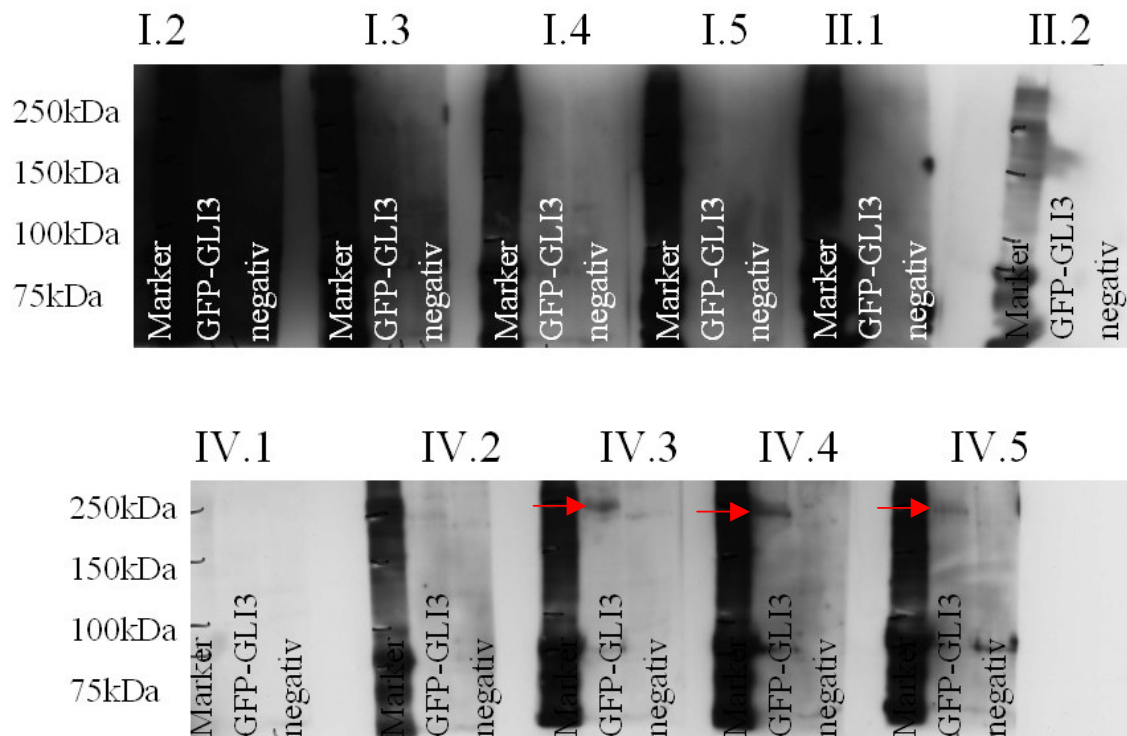 I.2 I.3 I.4 I.5 II.1 II.2
250kDa
150kDa
100kDa
75kDa
Marker
GFP-GLI3
negativ
Marker
GFP-GLI3
negativ
Marker
GFP-GLI3
negativ
Marker
GFP-GLI3
negativ
Marker
GFP-GLI3
negativ
Marker
GFP-GLI3
negativ
IV.1 IV.2 IV.3 IV.4 IV.5
250kDa
150kDa
100kDa
75kDa
Marker
GFP-GLI3
negativ
Marker
GFP-GLI3
negativ
Marker
GFP-GLI3
negativ
Marker
GFP-GLI3
negativ
Marker
GFP-GLI3
negativ